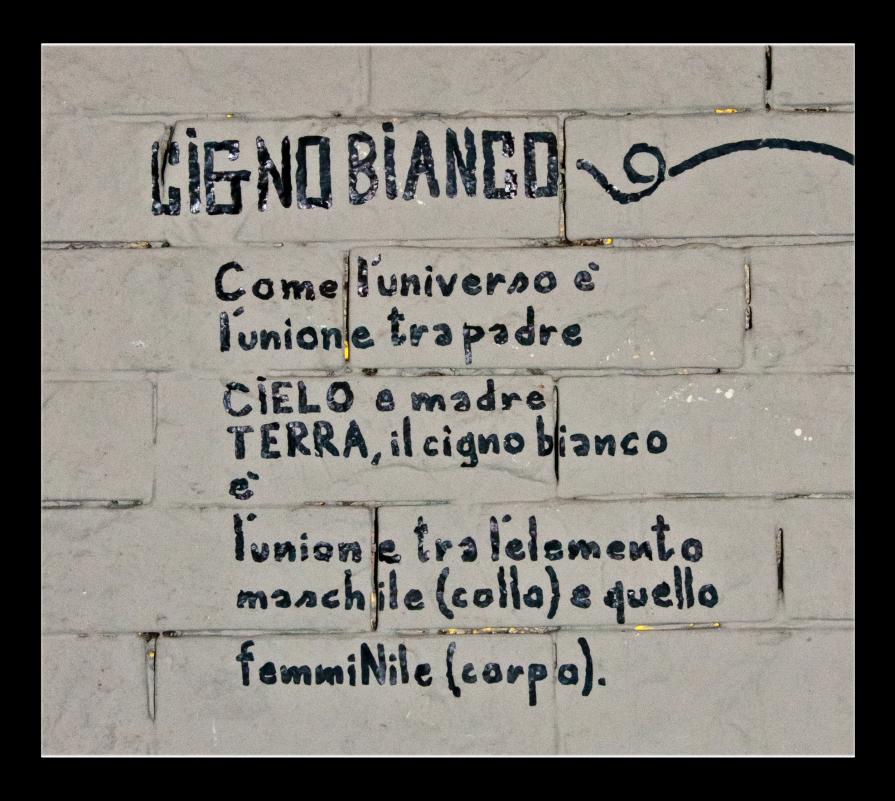 CiGNO BiANCO
Come l'universo è
l'unione tra padre
CiELO e madre
TERRA, il cigno bianco
è
l'unione tra l'elemento
maschile (collo) e quello
femmiNile (corpo).